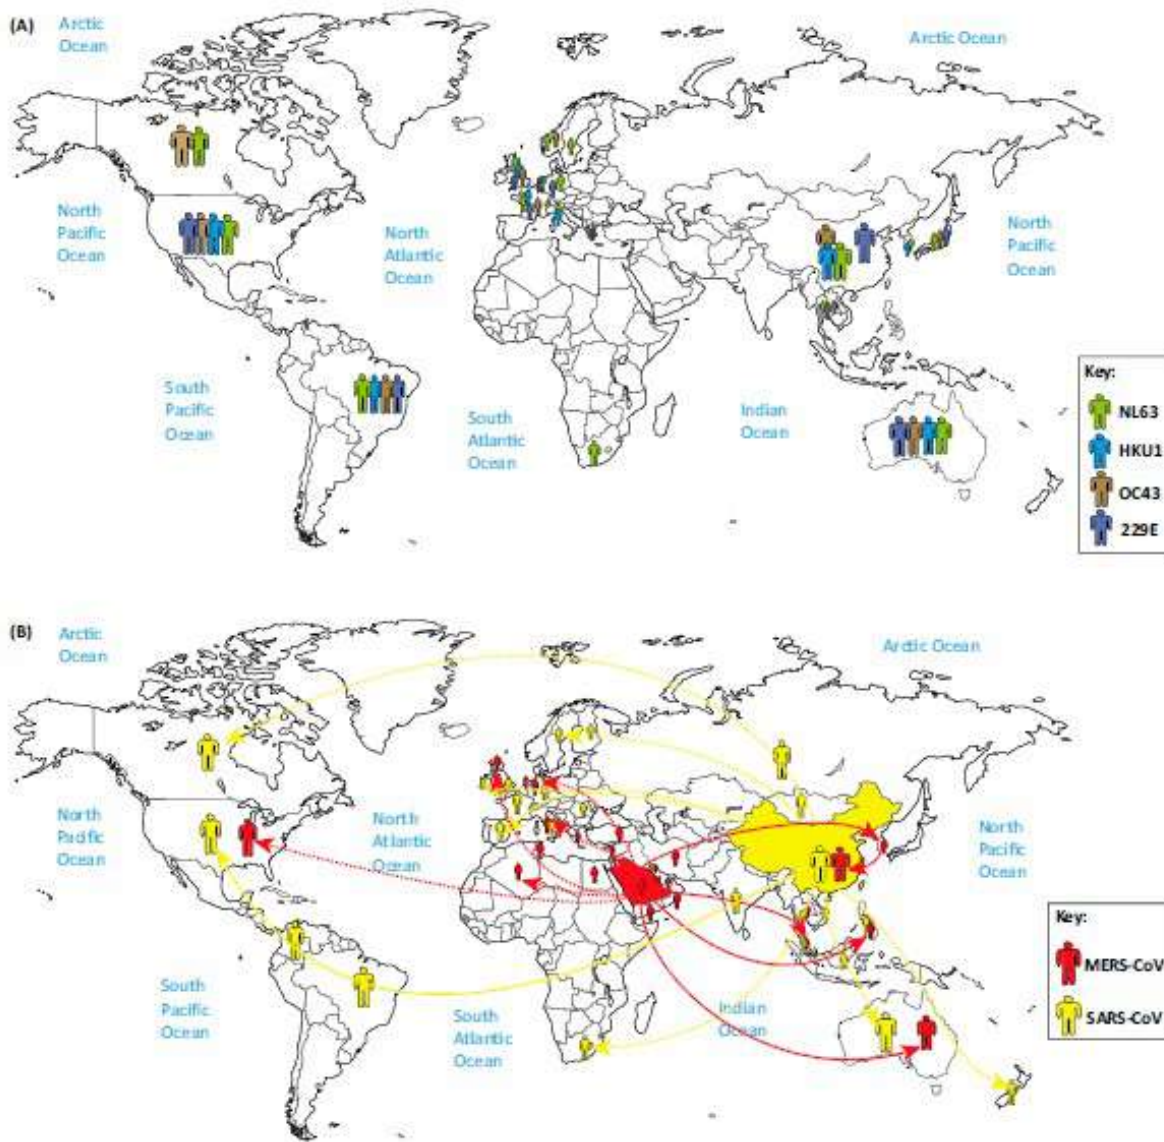 (A)
Arctic
Ocean
Arctic Ocean
North
Pacific
Ocean
North
Atlantic
Ocean
North
Pacific
Ocean
South
Pacific
Ocean
South
Atlantic
Ocean
Indian
Ocean
Key:
NL63
HKU1
OC43
229E
(B)
Arctic
Ocean
Arctic Ocean
North
Pacific
Ocean
North
Atlantic
Ocean
North
Pacific
Ocean
South
Pacific
Ocean
South
Atlantic
Ocean
Indian
Ocean
Key:
MERS-CoV
SARS-CoV